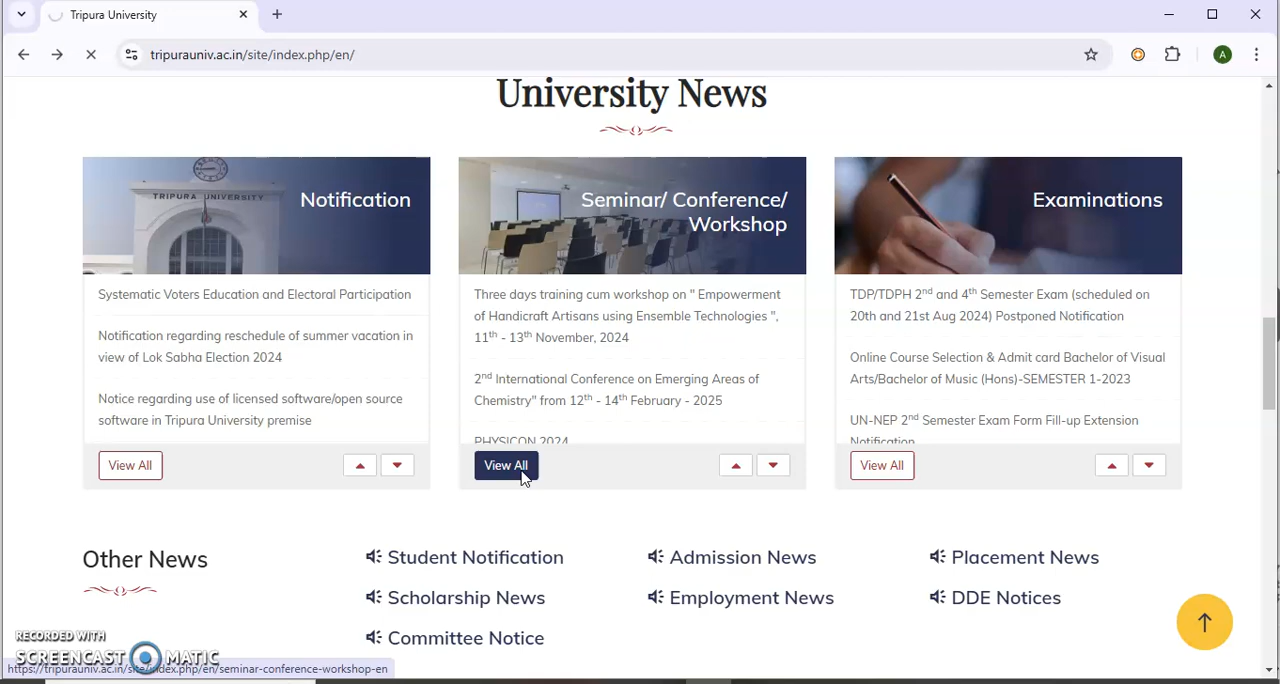 Tripura University
tripurauniv.ac.in/site/index.php/en/
A
University News
TRIPURA UNIVERSITY
Notification
Systematic Voters Education and Electoral Participation
Notification regarding reschedule of summer vacation in
view of Lok Sabha Election 2024
Notice regarding use of licensed software/open source
software in Tripura University premise
View All
Seminar/ Conference/
Workshop
Three days training cum workshop on " Empowerment
of Handicraft Artisans using Ensemble Technologies ",
11th - 13th November, 2024
2nd International Conference on Emerging Areas of
Chemistry" from 12th - 14th February - 2025
PHYSICON 2024
View All
Examinations
TDP/TDPH 2nd and 4th Semester Exam (scheduled on
20th and 21st Aug 2024) Postponed Notification
Online Course Selection & Admit card Bachelor of Visual
Arts/Bachelor of Music (Hons)-SEMESTER 1-2023
UN-NEP 2nd Semester Exam Form Fill-up Extension
Notification
View All
Other News
Student Notification
Admission News
Placement News
Scholarship News
Employment News
DDE Notices
Committee Notice
RECORDED WITH
SCREENCAST MATIC
https://tripurauniv.ac.in/site/index.php/en/seminar-conference-workshop-en